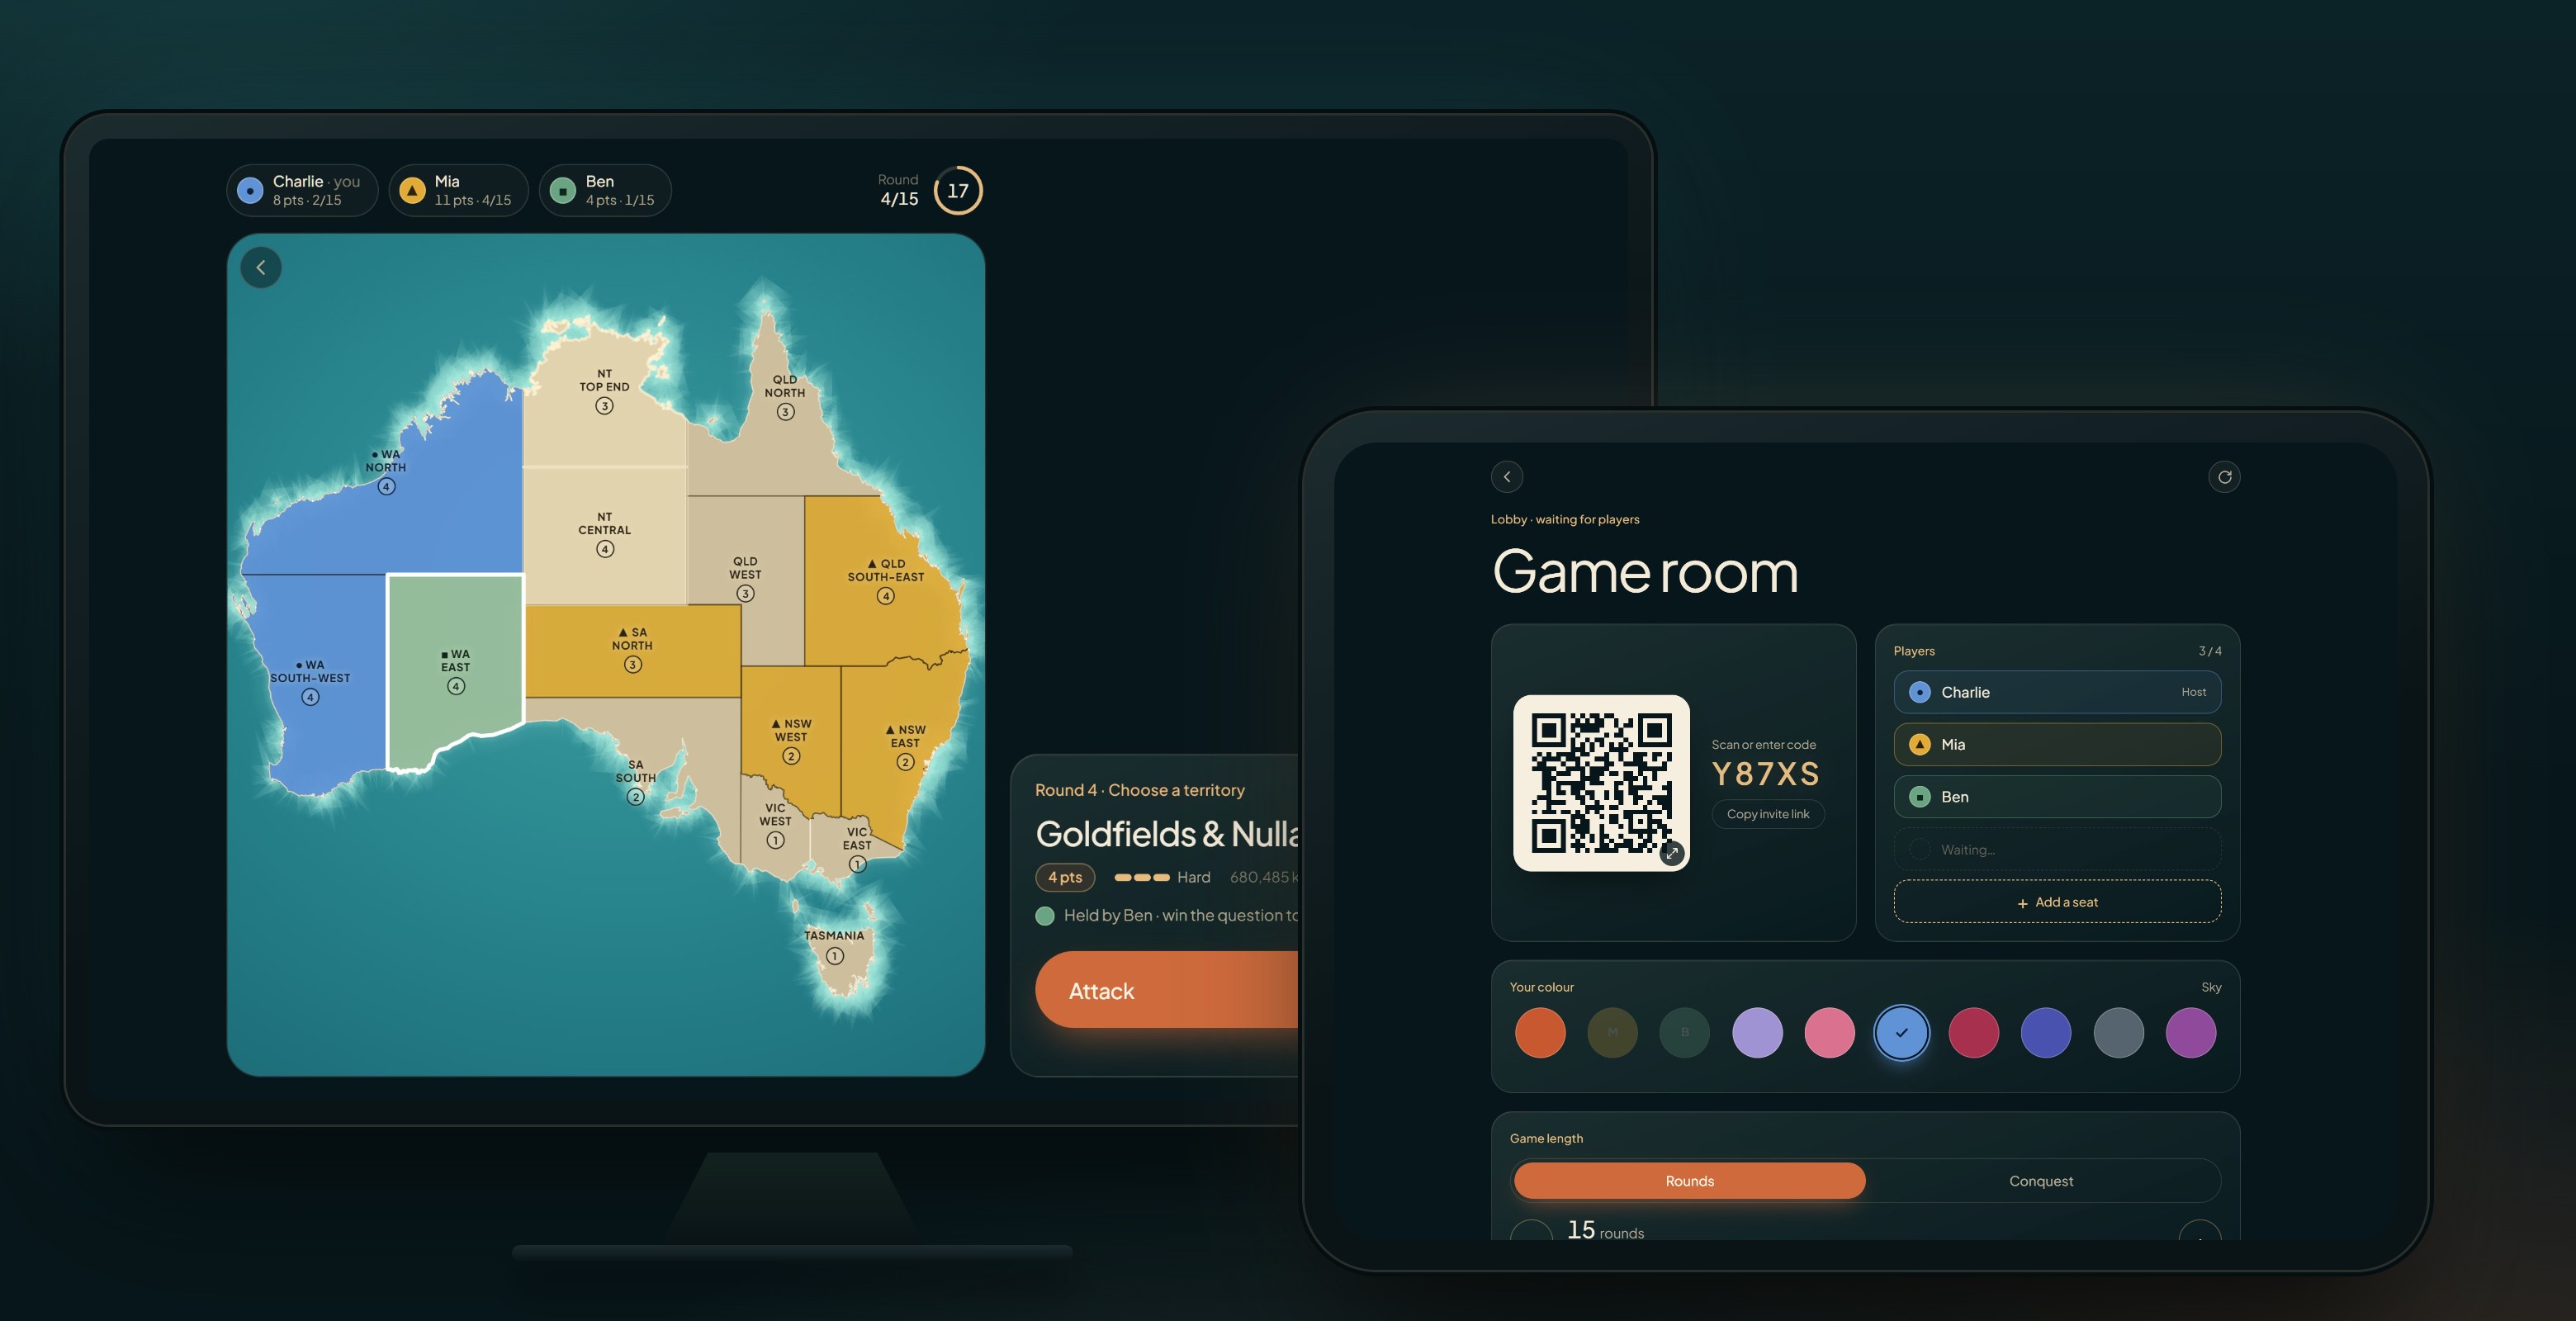 Charlie · you
8 pts · 2/15
Mia
11 pts · 4/15
Ben
4 pts · 1/15
Round
4/15
17
NT
TOP END
3
QLD
NORTH
3
● WA
NORTH
4
NT
CENTRAL
4
QLD
WEST
3
▲ QLD
SOUTH-EAST
4
▲ SA
NORTH
3
■ WA
EAST
4
● WA
SOUTH-WEST
4
▲ NSW
WEST
2
▲ NSW
EAST
2
SA
SOUTH
2
VIC
WEST
1
VIC
EAST
1
TASMANIA
1
Round 4 · Choose a territory
Goldfields & Nulla
4 pts
Hard
680,485 k
Held by Ben · win the question to
Attack
Lobby · waiting for players
Game room
Scan or enter code
Y87XS
Copy invite link
Players
3 / 4
Charlie
Host
Mia
Ben
Waiting...
+ Add a seat
Your colour
Sky
M
B
Game length
Rounds
Conquest
15 rounds